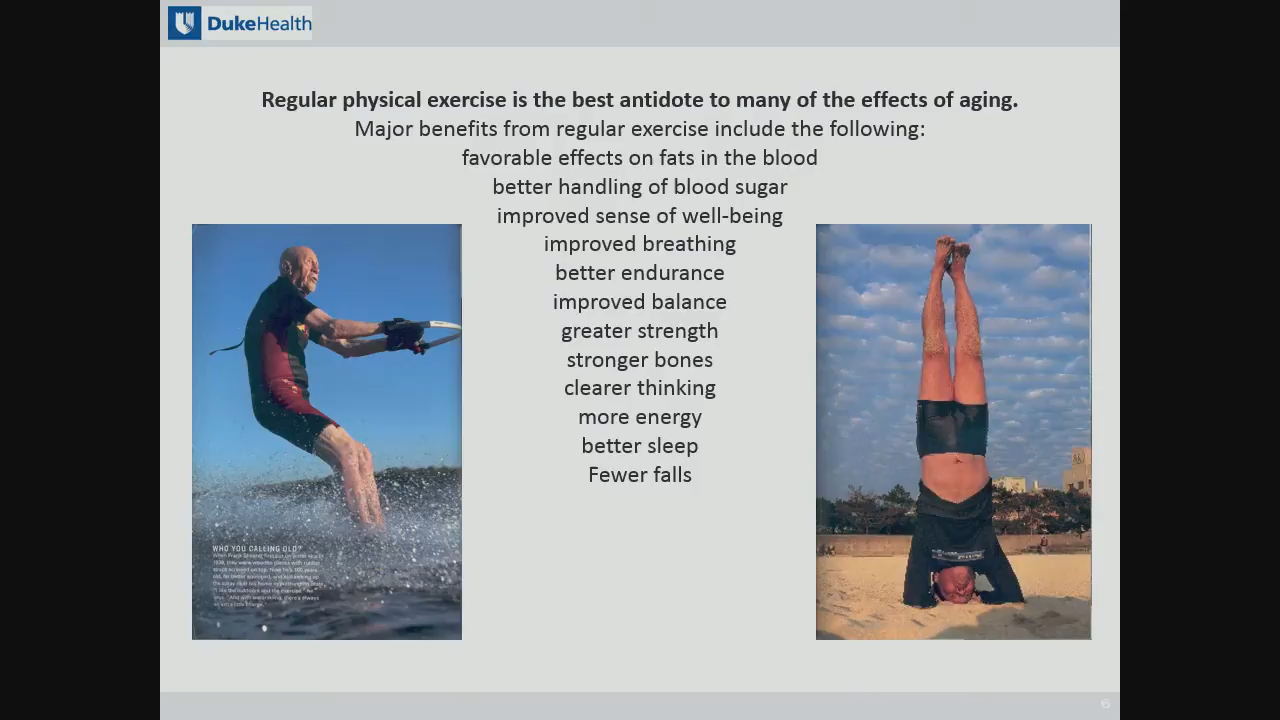 DukeHealth
Regular physical exercise is the best antidote to many of the effects of aging.
Major benefits from regular exercise include the following:
favorable effects on fats in the blood
better handling of blood sugar
improved sense of well-being
improved breathing
better endurance
improved balance
greater strength
stronger bones
clearer thinking
more energy
better sleep
Fewer falls
WHO YOU CALLING OLD?
6